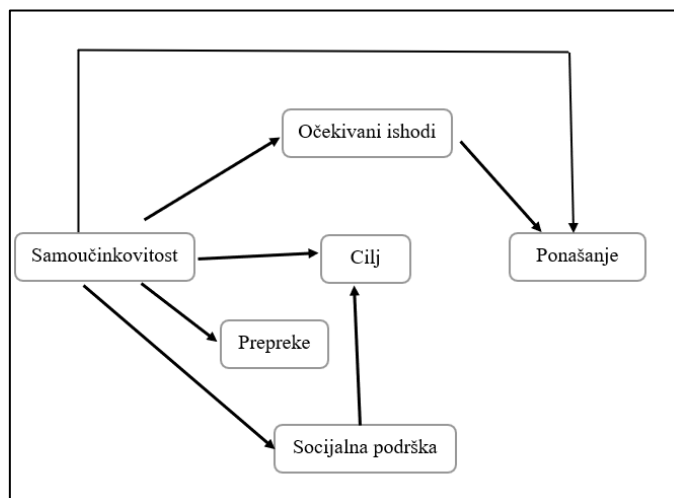 Očekivani ishodi
Samoučinkovitost
Cilj
Ponašanje
Prepreke
Socijalna podrška